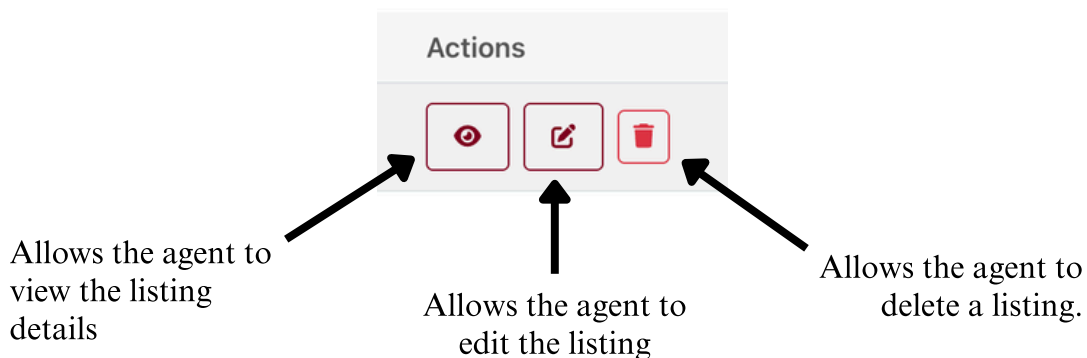 Actions
Allows the agent to
view the listing
details
Allows the agent to
edit the listing
Allows the agent to
delete a listing.